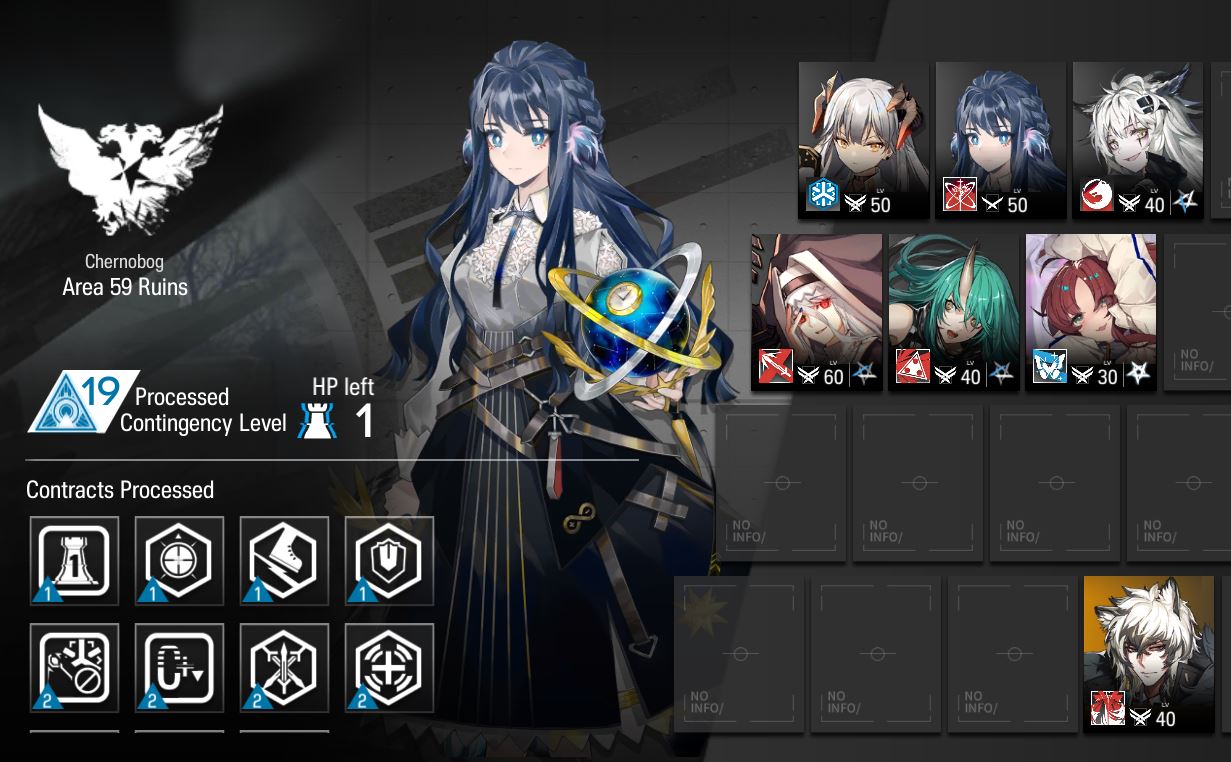 Chernobog
Area 59 Ruins
19
Processed
Contingency Level
HP left
1
Contracts Processed
1
1
1
1
1
2
2
2
2
LV
50
LV
50
LV
40
LV
60
LV
40
LV
30
NO
INFO/
NO
INFO/
NO
INFO/
NO
INFO/
NO
INFO/
NO
INFO/
NO
INFO/
NO
INFO/
LV
40